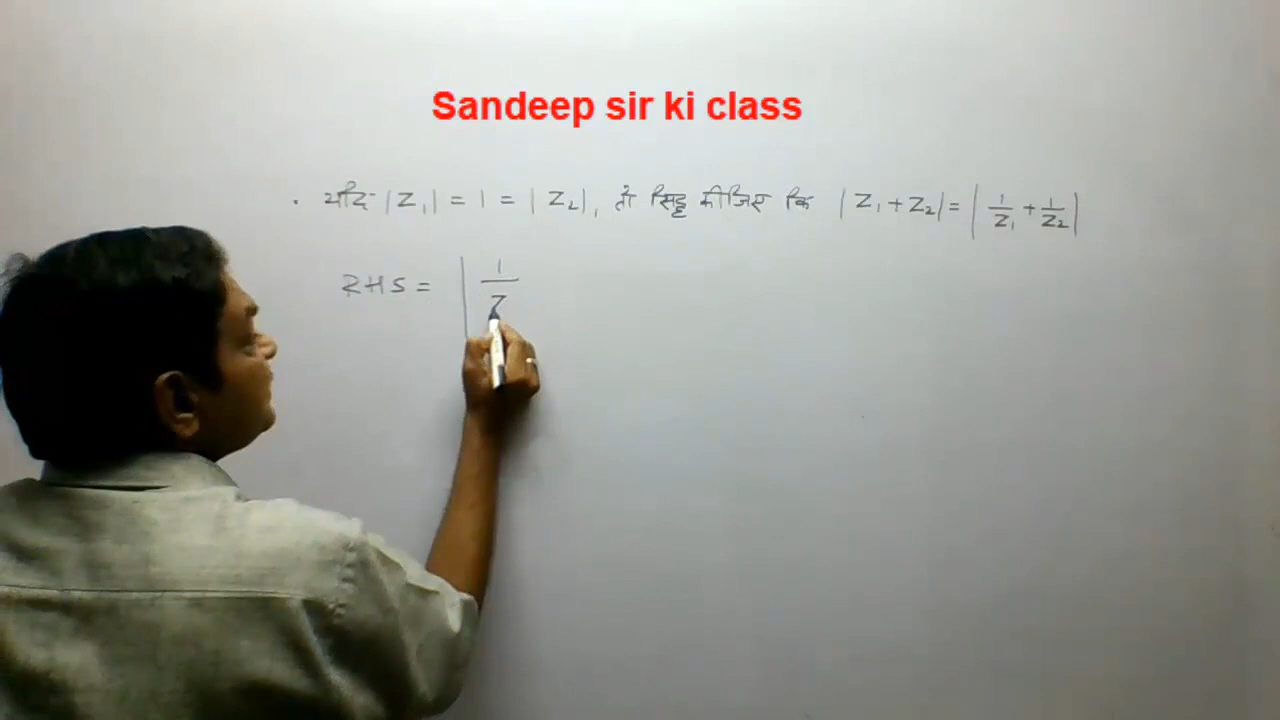 Sandeep sir ki class
. यदि |Z₁| = 1 = |Z₂|, तो सिद्ध कीजिए कि |Z₁ + Z₂| = |1/Z₁ + 1/Z₂|
RHS = |1/Z